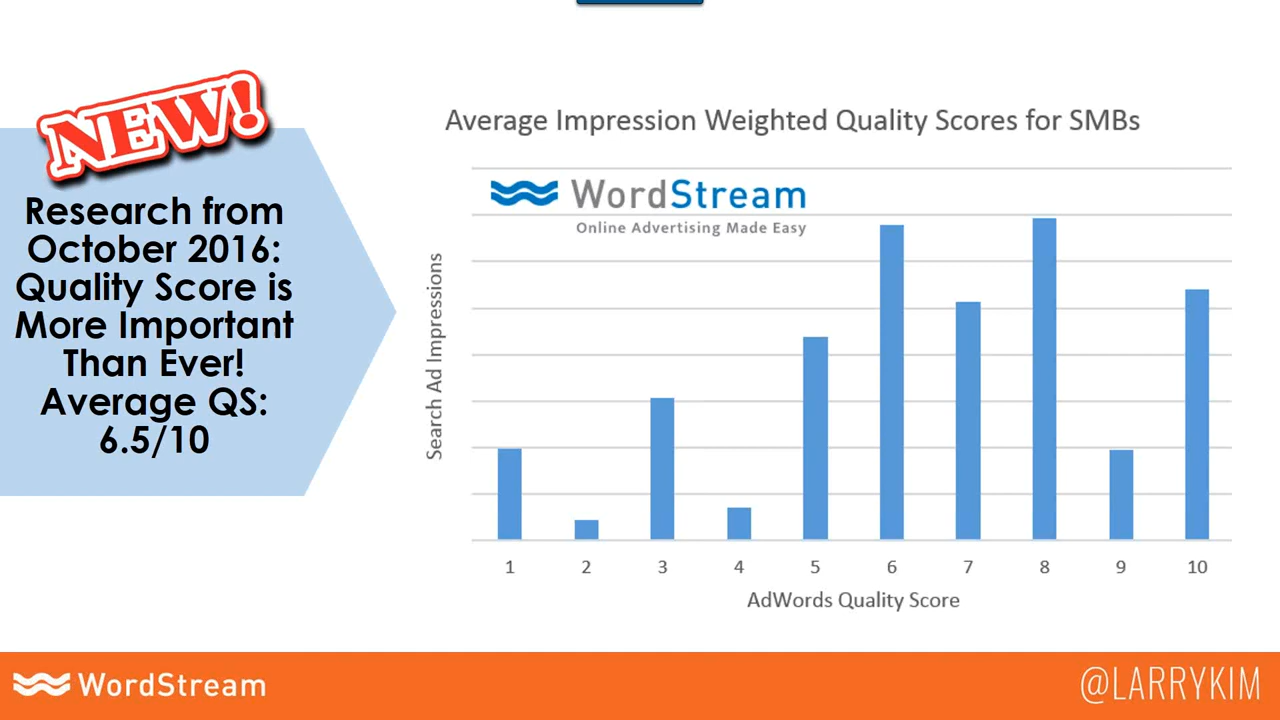 NEW!
Research from
October 2016:
Quality Score is
More Important
Than Ever!
Average QS:
6.5/10
Average Impression Weighted Quality Scores for SMBs
WordStream
Online Advertising Made Easy
Search Ad Impressions
1 2 3 4 5 6 7 8 9 10
AdWords Quality Score
WordStream
@LARRYKIM